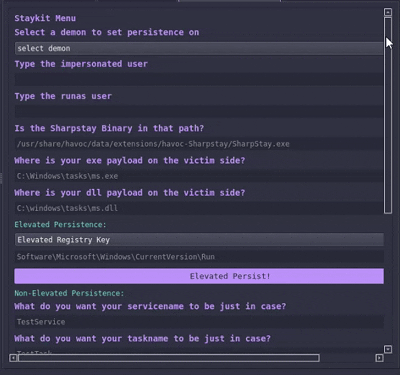 Staykit Menu
Select a demon to set persistence on
select demon
Type the impersonated user
Type the runas user
Is the Sharpstay Binary in that path?
/usr/share/havoc/data/extensions/havoc-Sharpstay/SharpStay.exe
Where is your exe payload on the victim side?
C:\Windows\tasks\ms.exe
Where is your dll payload on the victim side?
C:\windows\tasks\ms.dll
Elevated Persistence:
Elevated Registry Key
Software\Microsoft\Windows\CurrentVersion\Run
Elevated Persist!
Non-Elevated Persistence:
What do you want your servicename to be just in case?
TestService
What do you want your taskname to be just in case?
TestTask